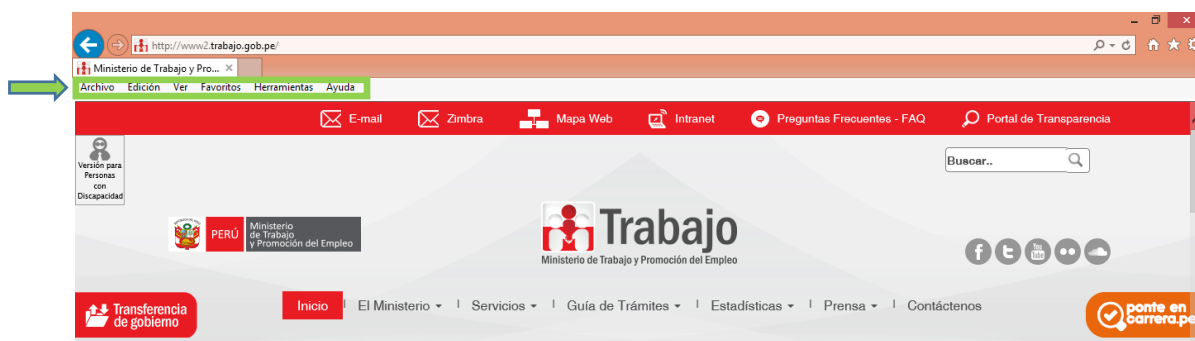 http://www2.trabajo.gob.pe/
Ministerio de Trabajo y Pro...
Archivo Edición Ver Favoritos Herramientas Ayuda
E-mail Zimbra Mapa Web Intranet Preguntas Frecuentes - FAQ Portal de Transparencia
Versión para
Personas
con
Discapacidad
Buscar..
PERÚ
Ministerio
de Trabajo
y Promoción del Empleo
Trabajo
Ministerio de Trabajo y Promoción del Empleo
You
Tube
Transferencia
de gobierno
Inicio El Ministerio Servicios Guía de Trámites Estadísticas Prensa Contáctenos
ponte en
carrera.pe